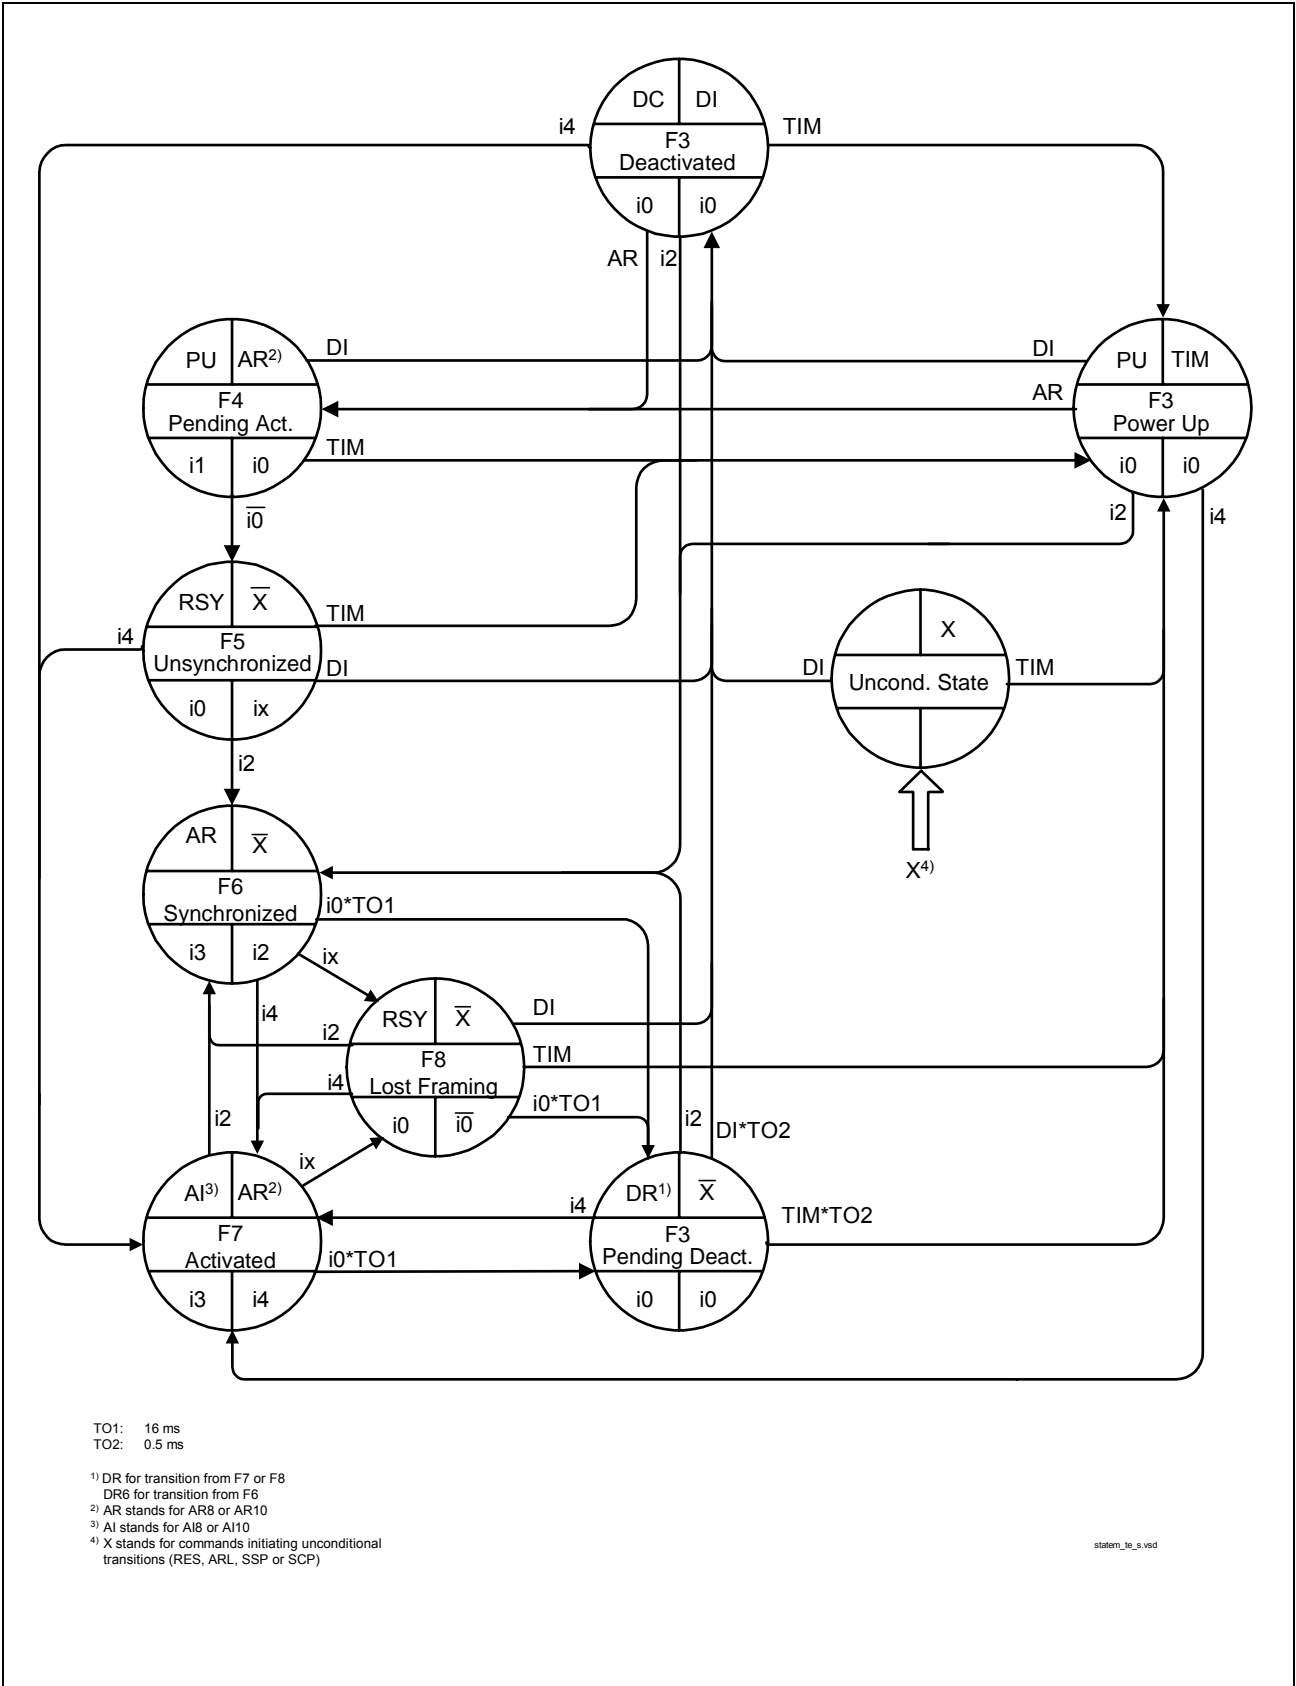 DC DI
i4 TIM
F3
Deactivated
i0 i0
AR i2
PU AR2) DI
DI PU TIM
F4
Pending Act.
AR F3
Power Up
TIM
i1 i0
i0 i0
i0
i2 i4
RSY X
TIM
i4 F5
Unsynchronized
DI
i0 ix
X
DI Uncond. State TIM
i2
AR X
X4)
F6
Synchronized
i0*TO1
i3 i2
ix
i4
i2 RSY X DI
F8
Lost Framing
TIM
i4
i0 i0
i0*TO1
i2 i2 DI*TO2
ix
AI3) AR2)
DR1) X
i4 TIM*TO2
F7
Activated
F3
Pending Deact.
i0*TO1
i3 i4
i0 i0
TO1: 16 ms
TO2: 0.5 ms
1) DR for transition from F7 or F8
DR6 for transition from F6
2) AR stands for AR8 or AR10
3) AI stands for AI8 or AI10
4) X stands for commands initiating unconditional
transitions (RES, ARL, SSP or SCP)
statem_te_s.vsd